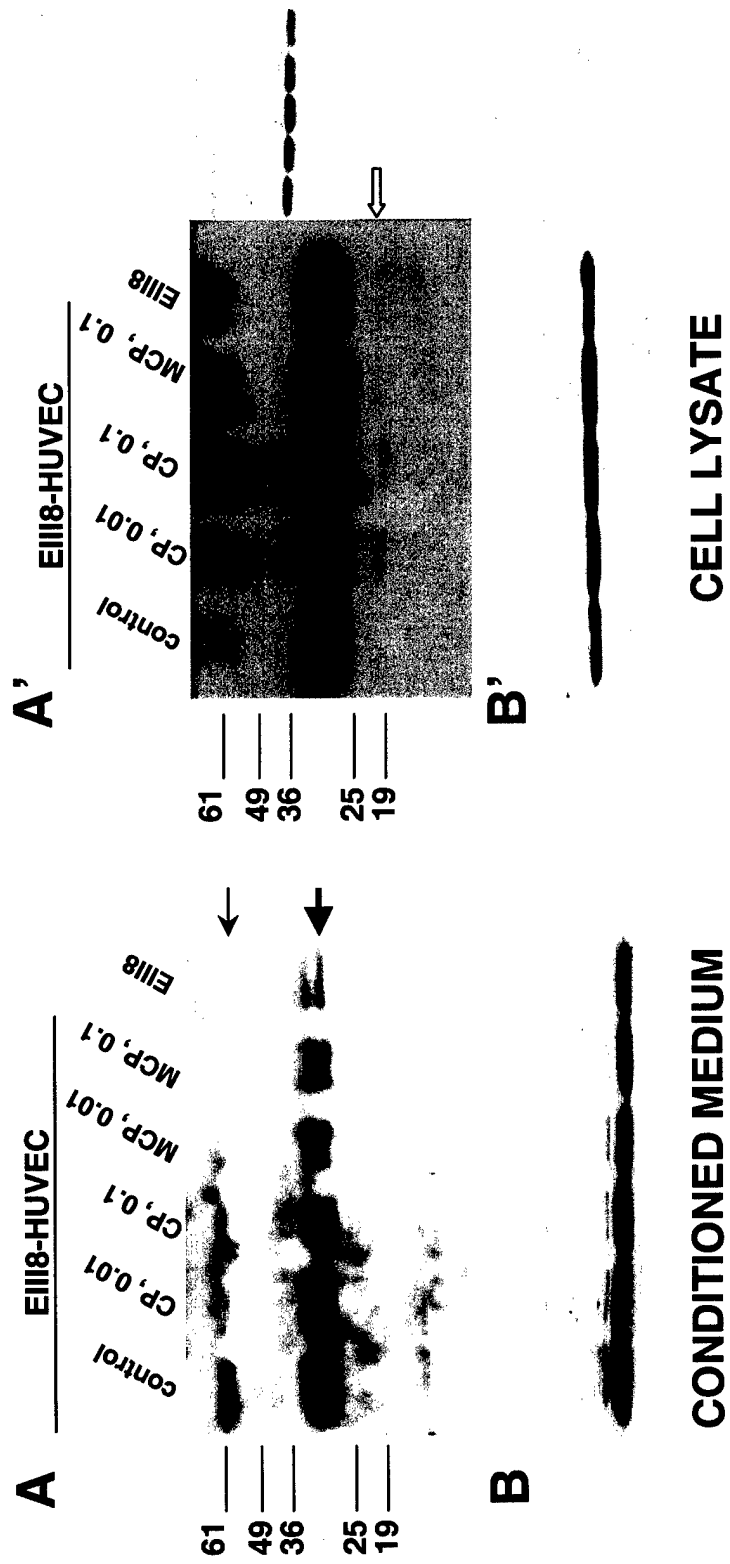 A
EIII8-HUVEC
control
CP, 0.01
CP, 0.1
MCP, 0.01
MCP, 0.1
EIII8
61
49
36
25
19
B
CONDITIONED MEDIUM
A'
EIII8-HUVEC
control
CP, 0.01
CP, 0.1
MCP, 0.1
EIII8
61
49
36
25
19
B'
CELL LYSATE